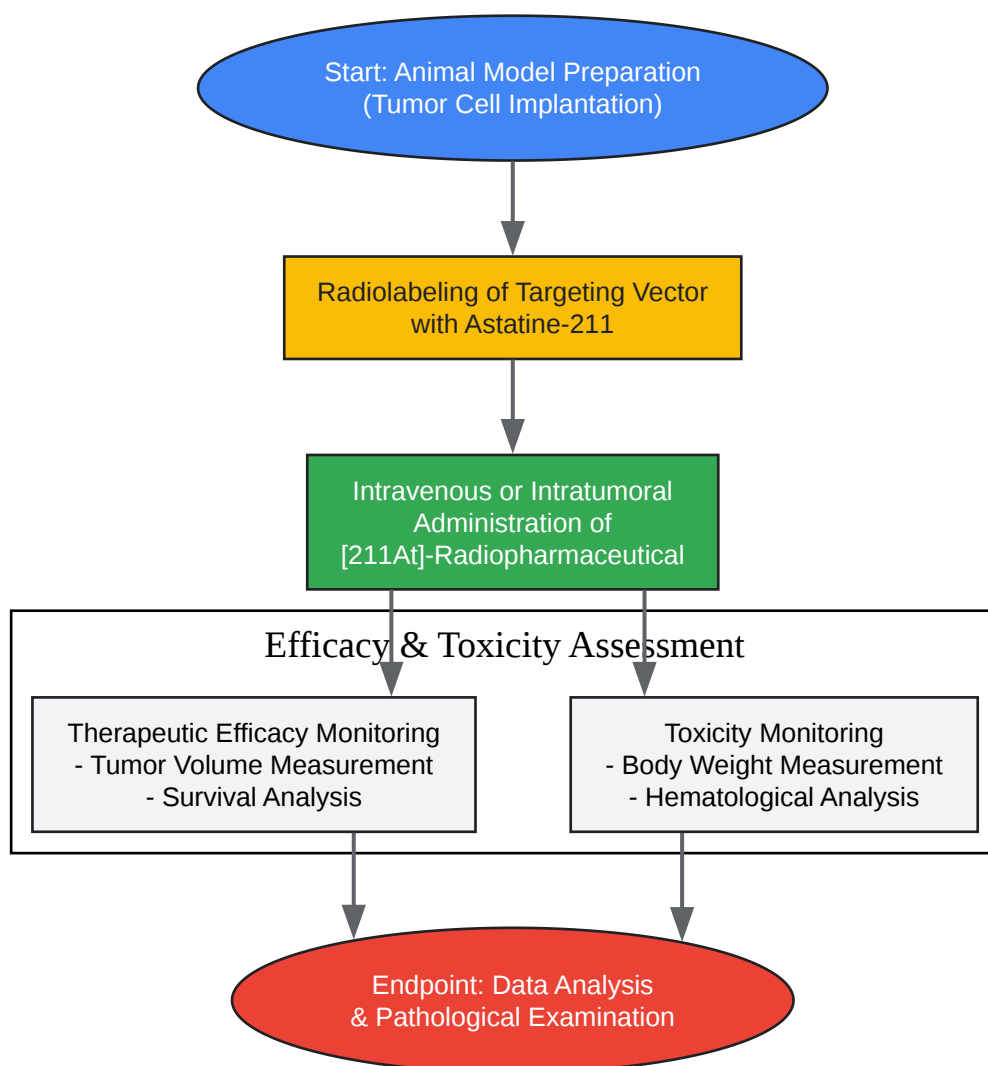 Start: Animal Model Preparation
(Tumor Cell Implantation)
Radiolabeling of Targeting Vector
with Astatine-211
Intravenous or Intratumoral
Administration of
[211At]-Radiopharmaceutical
Efficacy & Toxicity Assessment
Therapeutic Efficacy Monitoring
- Tumor Volume Measurement
- Survival Analysis
Toxicity Monitoring
- Body Weight Measurement
- Hematological Analysis
Endpoint: Data Analysis
& Pathological Examination